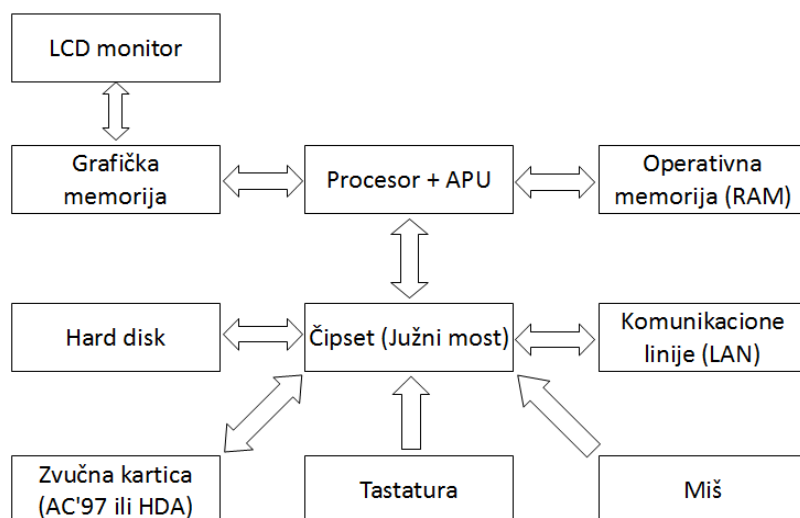 LCD monitor
Grafička
memorija
Procesor + APU
Operativna
memorija (RAM)
Hard disk
Čipset (Južni most)
Komunikacione
linije (LAN)
Zvučna kartica
(AC'97 ili HDA)
Tastatura
Miš